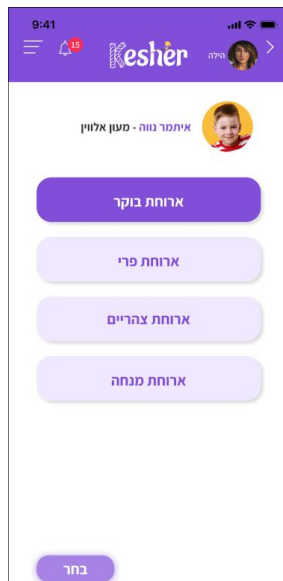 9:41
15
Kesher
הילה
איתמר נווה - מעון אלווין
ארוחת בוקר
ארוחת פרי
ארוחת צהריים
ארוחת מנחה
בחר